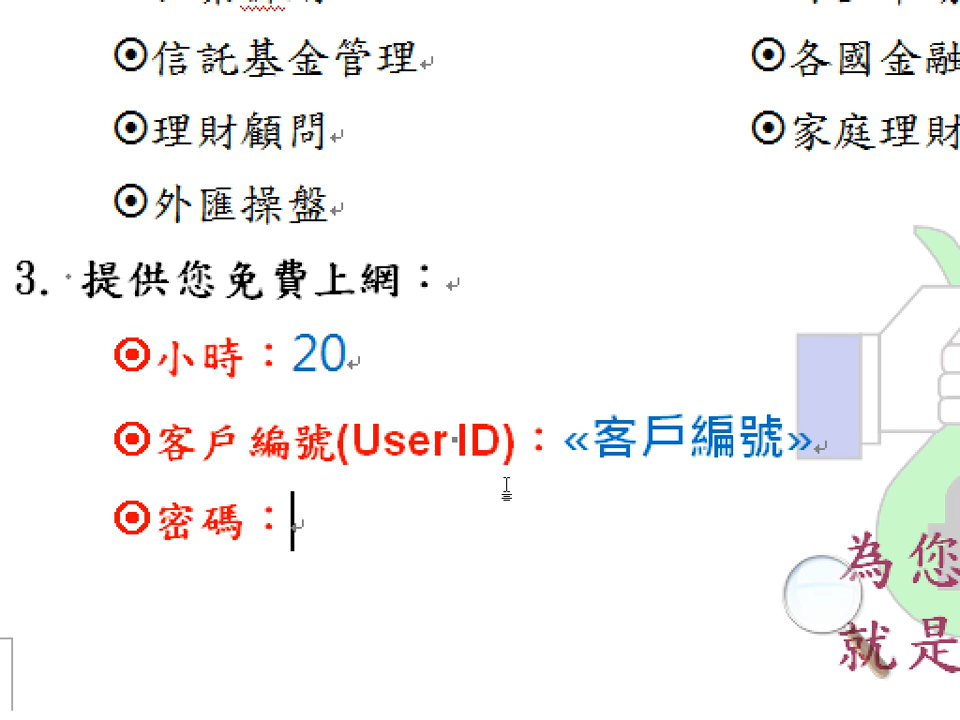 信託基金管理
各國金融
理財顧問
家庭理財
外匯操盤
3. 提供您免費上網：
小時：20
客戶編號(User ID)：«客戶編號»
密碼：
為您
就是